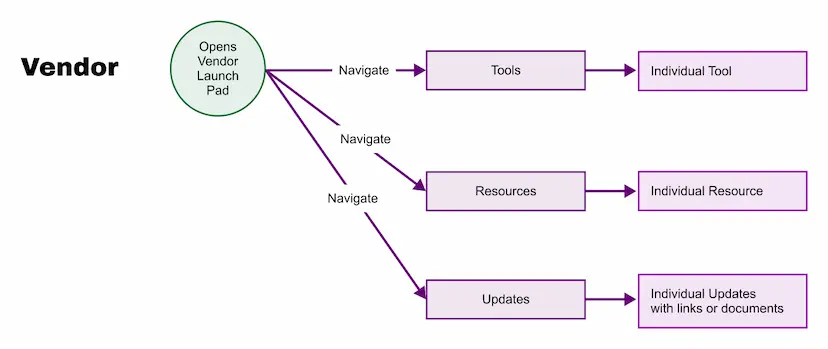 Vendor
Opens
Vendor
Launch
Pad
Navigate
Tools
Individual Tool
Navigate
Resources
Individual Resource
Navigate
Updates
Individual Updates
with links or documents